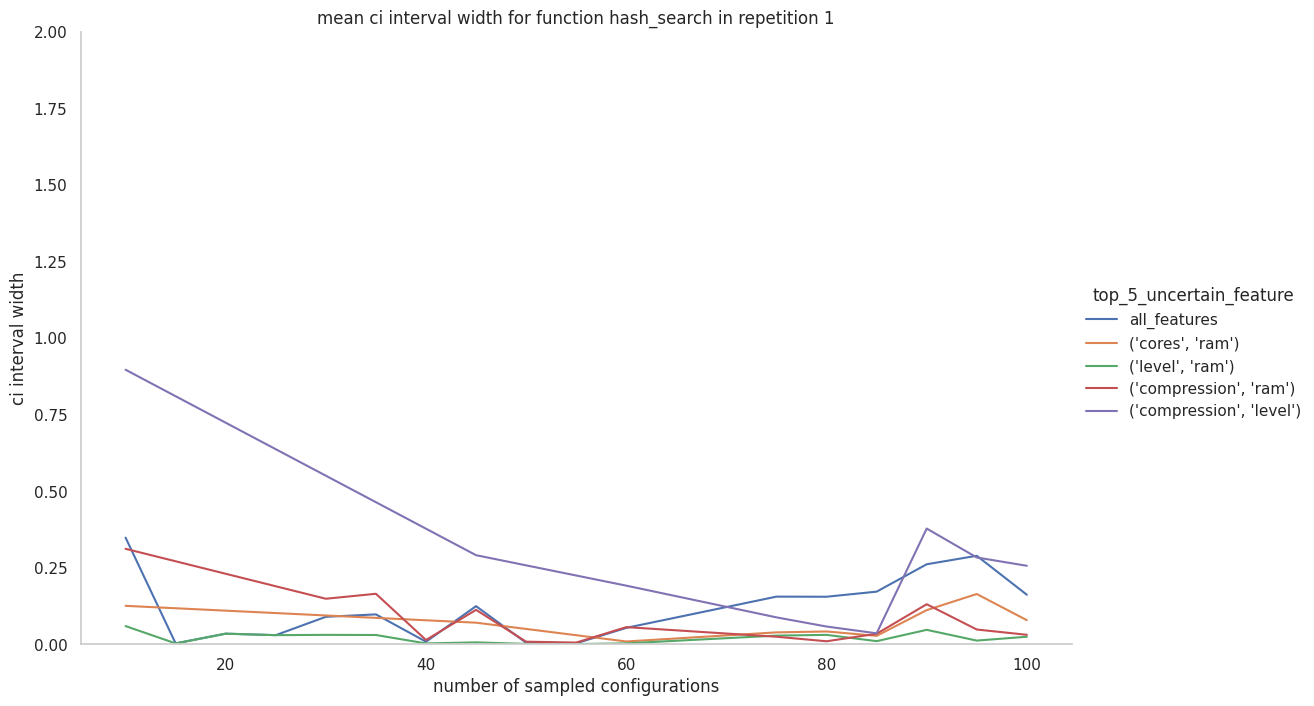 mean ci interval width for function hash_search in repetition 1
2.00
1.75
1.50
1.25
1.00
0.75
0.50
0.25
0.00
ci interval width
20
40
60
80
100
number of sampled configurations
top_5_uncertain_feature
all_features
('cores', 'ram')
('level', 'ram')
('compression', 'ram')
('compression', 'level')